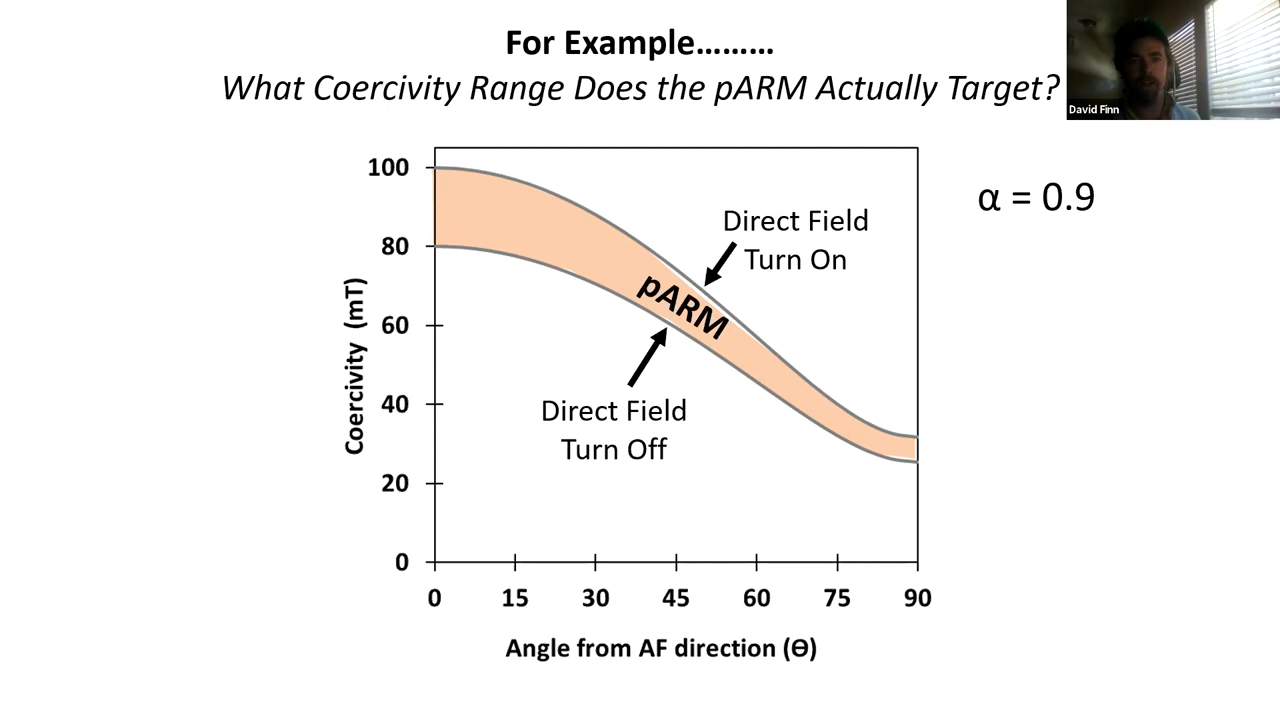 For Example………
What Coercivity Range Does the pARM Actually Target?
David Finn
α = 0.9
Direct Field
Turn On
pARM
Direct Field
Turn Off
Coercivity (mT)
100
80
60
40
20
0
0 15 30 45 60 75 90
Angle from AF direction (ϴ)